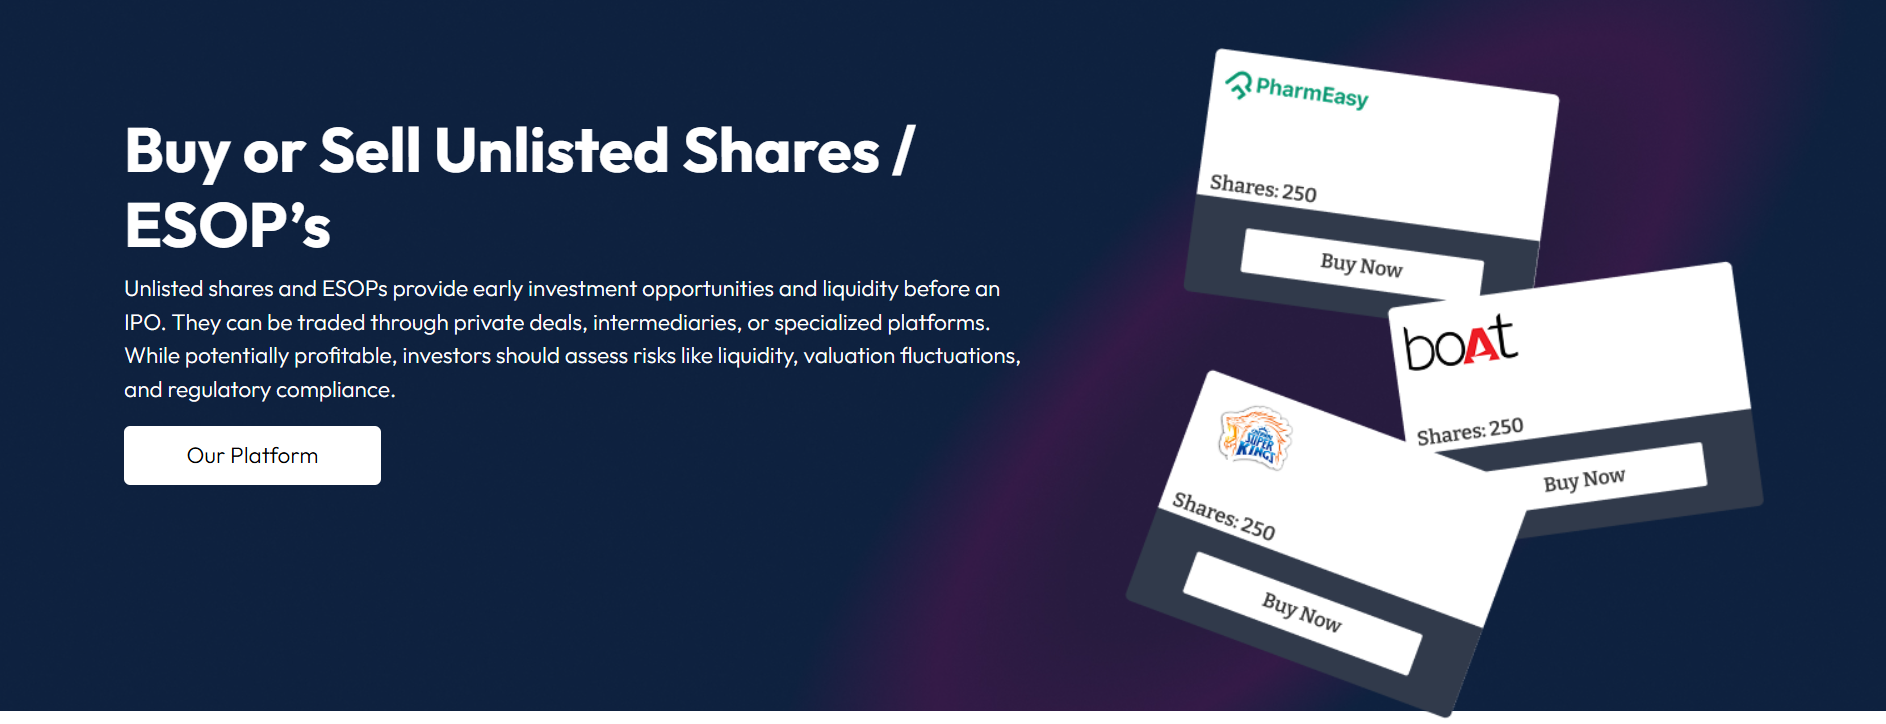 Buy or Sell Unlisted Shares /
ESOP’s
Unlisted shares and ESOPs provide early investment opportunities and liquidity before an
IPO. They can be traded through private deals, intermediaries, or specialized platforms.
While potentially profitable, investors should assess risks like liquidity, valuation fluctuations,
and regulatory compliance.
Our Platform
PharmEasy
Shares: 250
Buy Now
boAt
Shares: 250
Buy Now
CHENNAI
SUPER
KINGS
Shares: 250
Buy Now